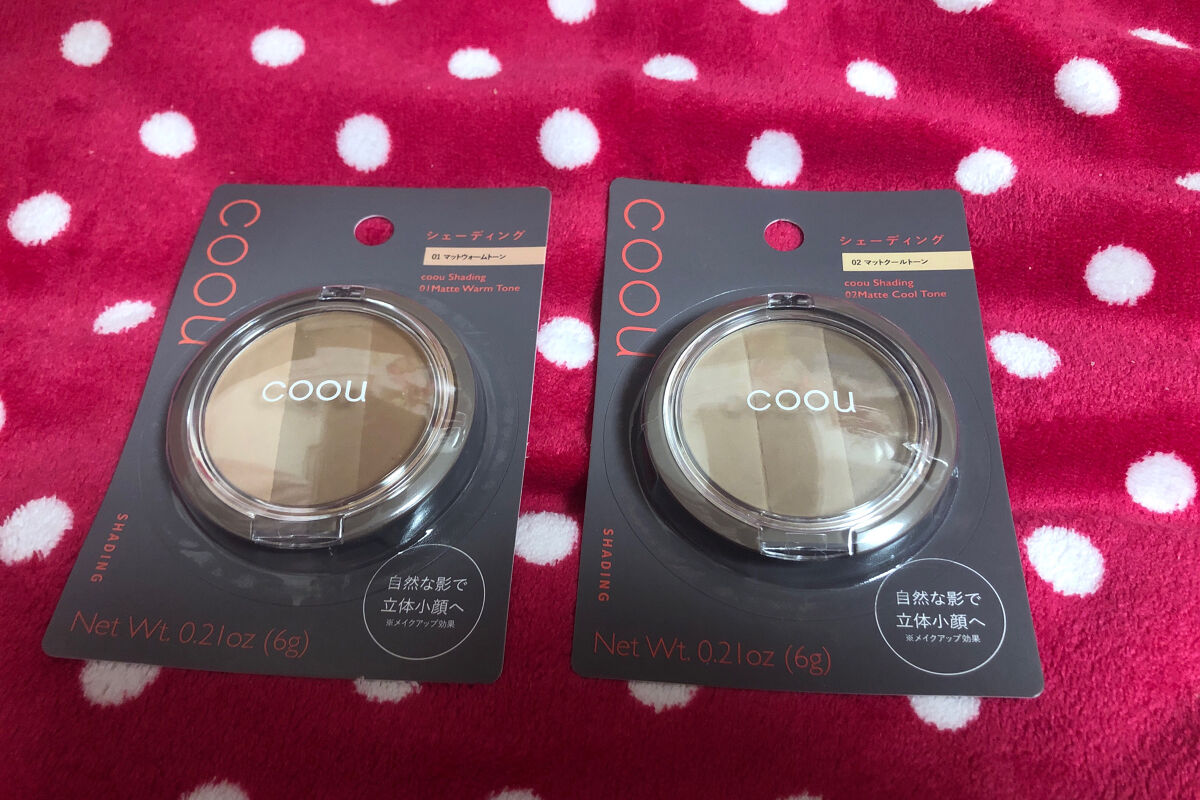 coou
シェーディング
01 マットウォームトーン
coou Shading
01Matte Warm Tone
coou
SHADING
自然な影で
立体小顔へ
※メイクアップ効果
Net Wt. 0.21oz (6g)
coou
シェーディング
02 マットクールトーン
coou Shading
02Matte Cool Tone
coou
SHADING
自然な影で
立体小顔へ
※メイクアップ効果
Net Wt. 0.21oz (6g)